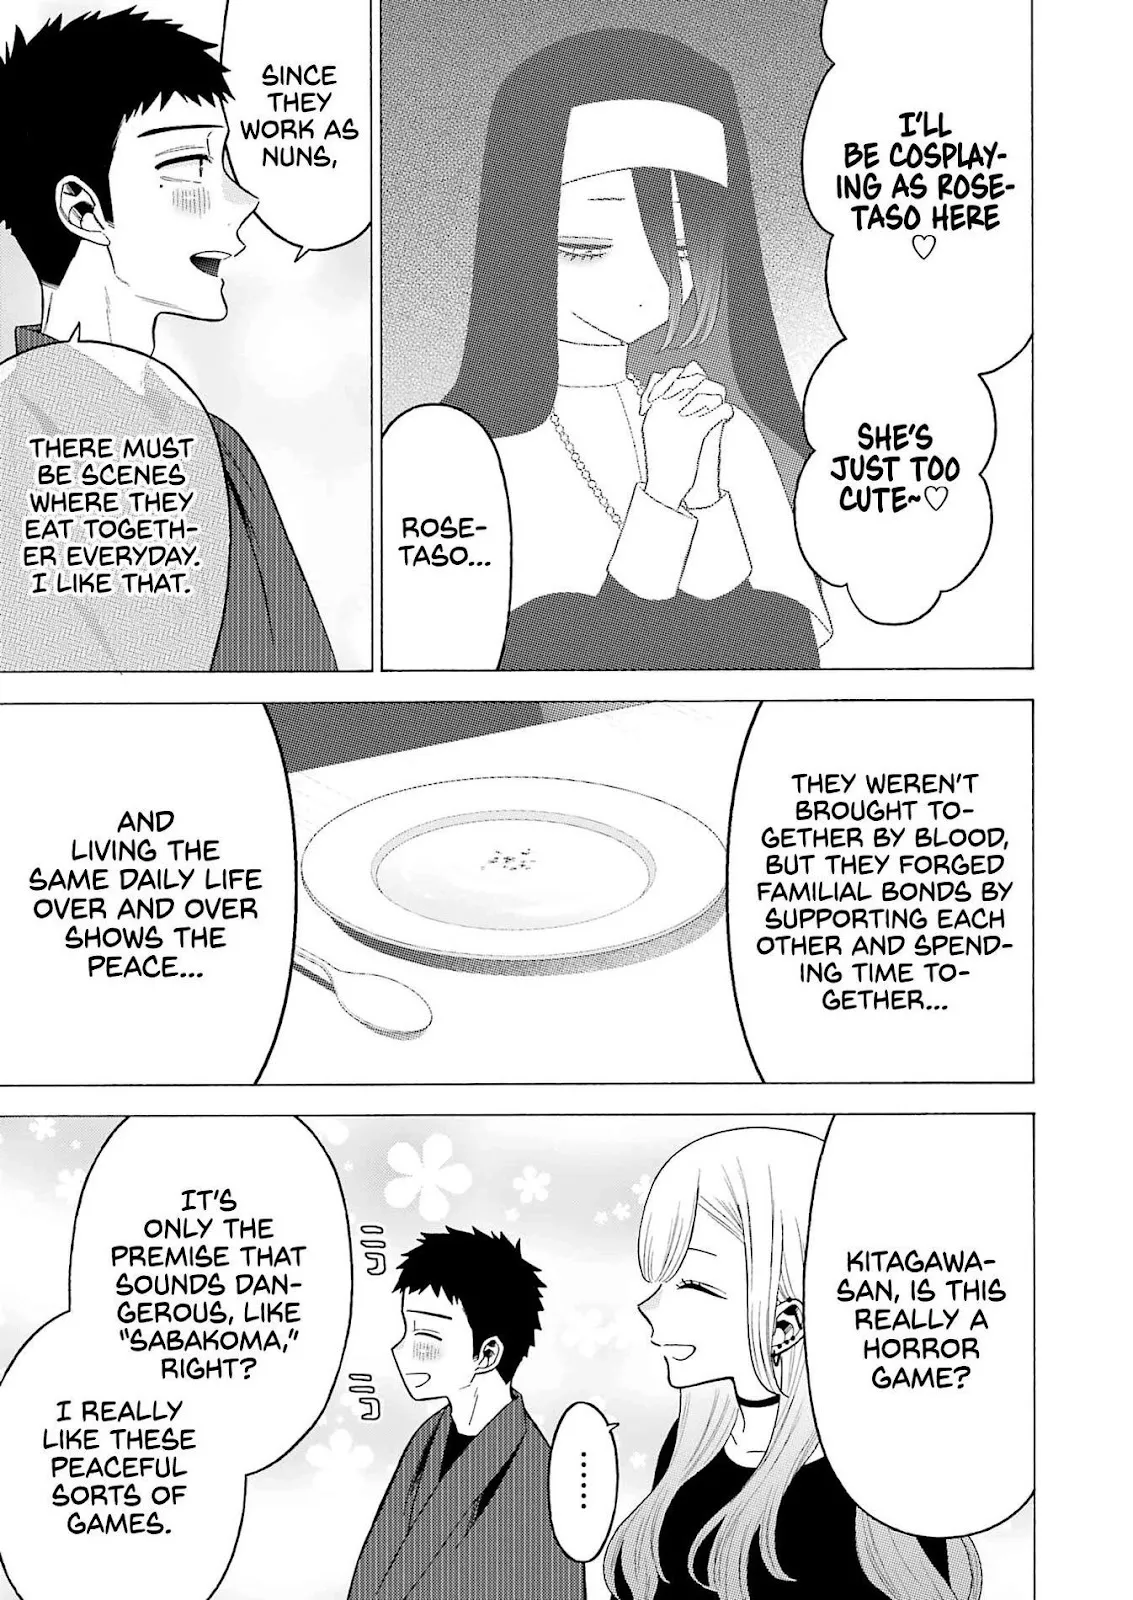 I'LL
BE COSPLAY-
ING AS ROSE-
TASO HERE
♡
SHE'S
JUST TOO
CUTE~♡
ROSE-
TASO...
SINCE
THEY
WORK AS
NUNS,
THERE MUST
BE SCENES
WHERE THEY
EAT TOGETH-
ER EVERYDAY.
I LIKE THAT.
THEY WEREN'T
BROUGHT TO-
GETHER BY BLOOD,
BUT THEY FORGED
FAMILIAL BONDS BY
SUPPORTING EACH
OTHER AND SPEND-
ING TIME TO-
GETHER...
AND
LIVING THE
SAME DAILY LIFE
OVER AND OVER
SHOWS THE
PEACE...
KITAGAWA-
SAN, IS THIS
REALLY A
HORROR
GAME?
ニコ
ニコ
........
IT'S
ONLY THE
PREMISE THAT
SOUNDS DAN-
GEROUS, LIKE
"SABAKOMA,"
RIGHT?
I REALLY
LIKE THESE
PEACEFUL
SORTS OF
GAMES.